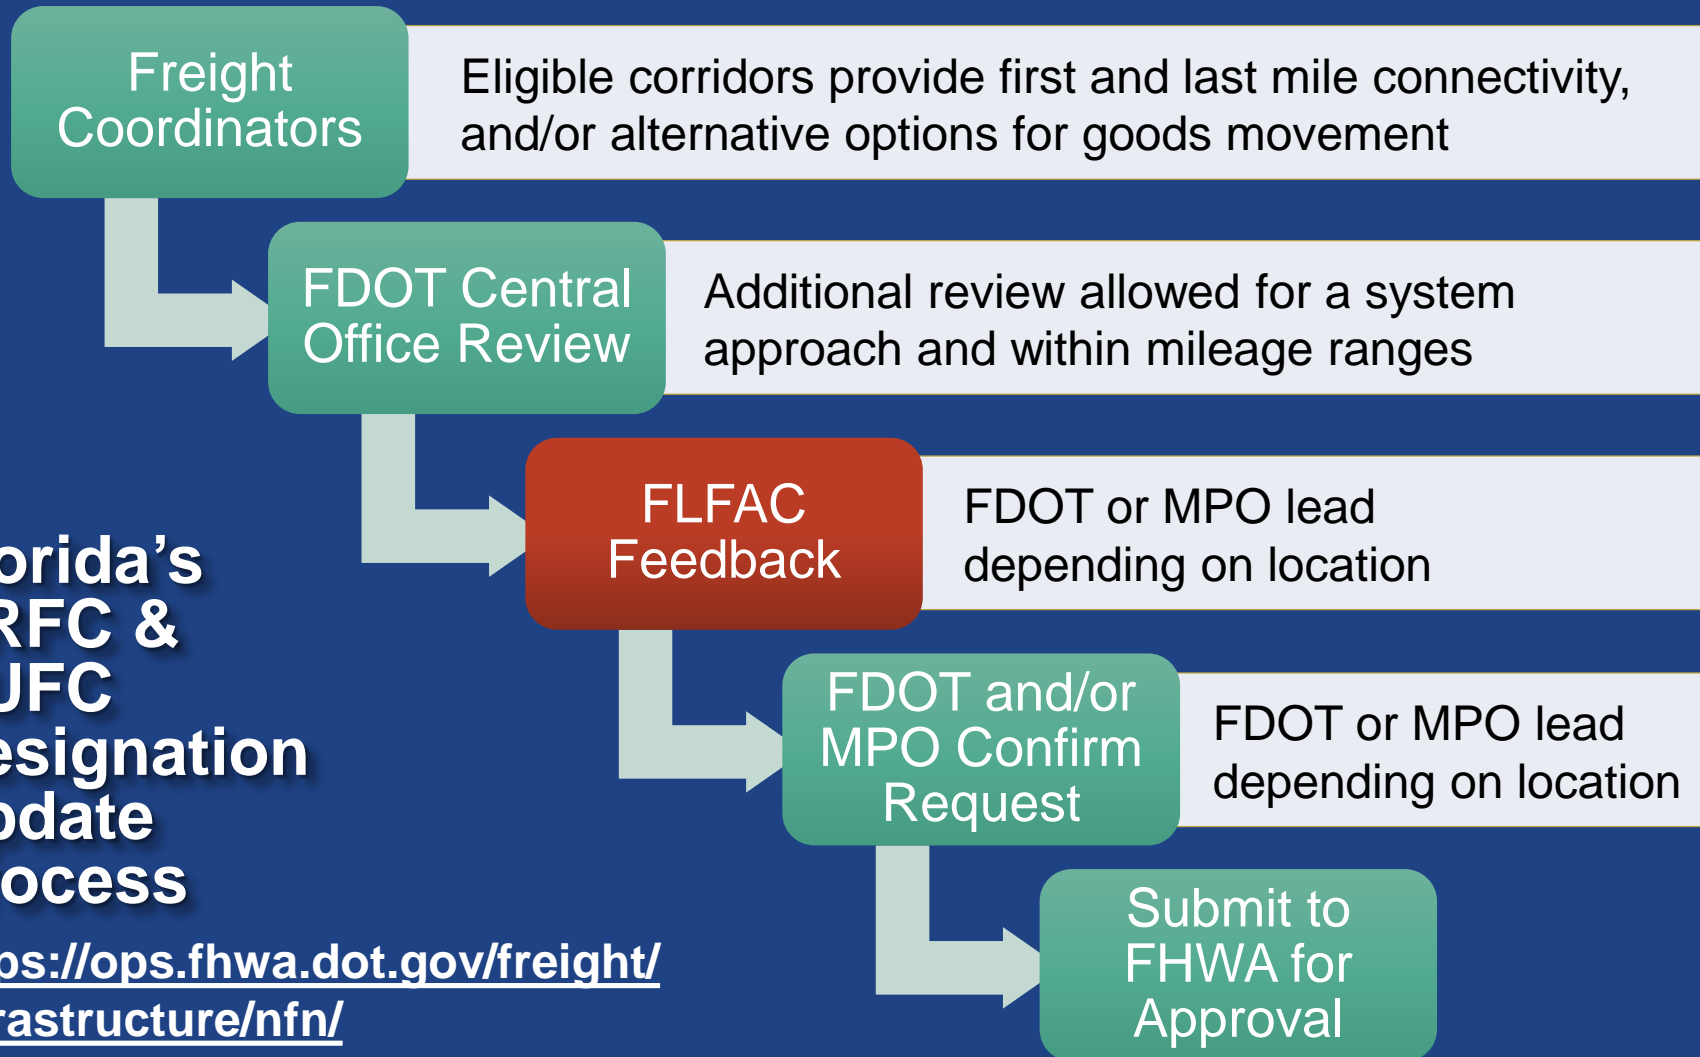 Freight
Coordinators
Eligible corridors provide first and last mile connectivity,
and/or alternative options for goods movement
FDOT Central
Office Review
Additional review allowed for a system
approach and within mileage ranges
FLFAC
Feedback
FDOT or MPO lead
depending on location
FDOT and/or
MPO Confirm
Request
FDOT or MPO lead
depending on location
Submit to
FHWA for
Approval
orida’s
RFC &
UFC
esignation
pdate
ocess
ps://ops.fhwa.dot.gov/freight/
rastructure/nfn/